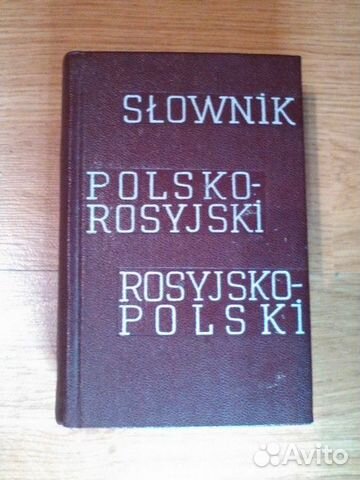 SŁOWNiK
POLSKO-
ROSYJSKi
ROSYJSKO-
POLSKi
Avito